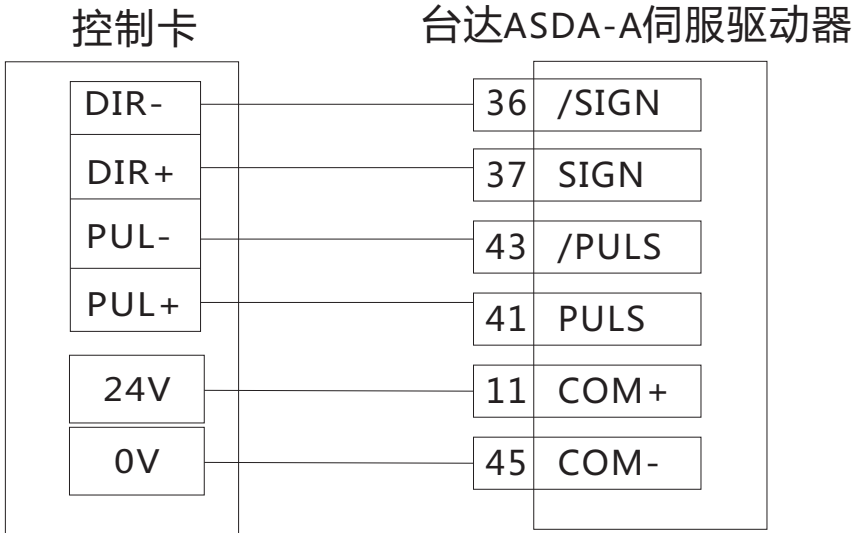 控制卡 台达ASDA-A伺服驱动器
DIR- 36 /SIGN
DIR+ 37 SIGN
PUL- 43 /PULS
PUL+ 41 PULS
24V 11 COM+
0V 45 COM-